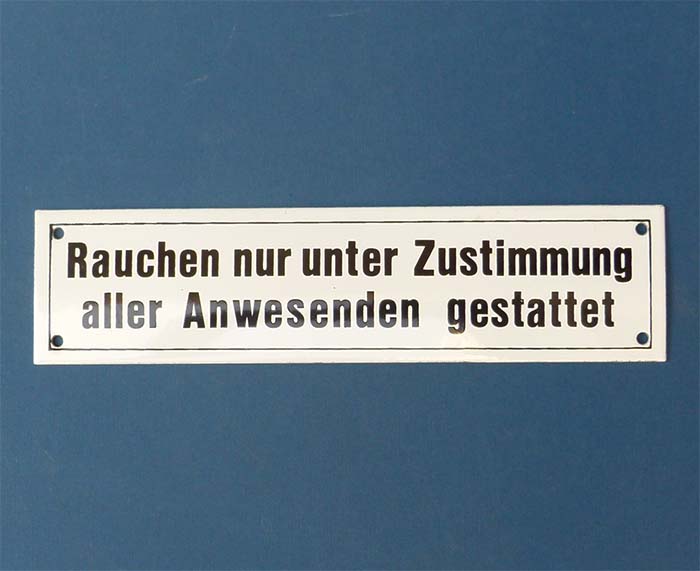 Rauchen nur unter Zustimmung
aller Anwesenden gestattet